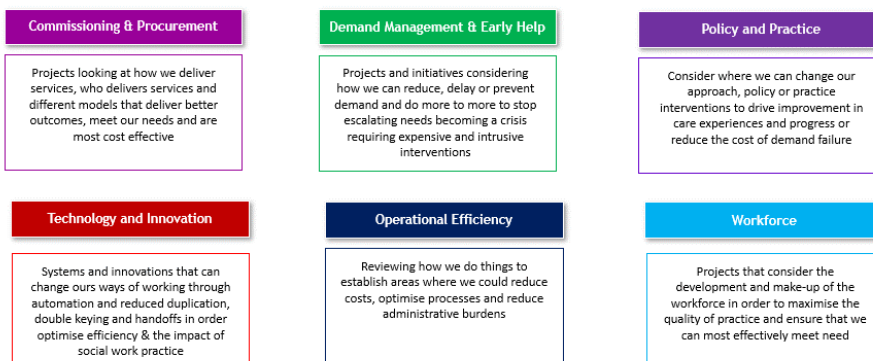 Commissioning & Procurement
Projects looking at how we deliver
services, who delivers services and
different models that deliver better
outcomes, meet our needs and are
most cost effective
Demand Management & Early Help
Projects and initiatives considering
how we can reduce, delay or prevent
demand and do more to more to stop
escalating needs becoming a crisis
requiring expensive and intrusive
interventions
Policy and Practice
Consider where we can change our
approach, policy or practice
interventions to drive improvement in
care experiences and progress or
reduce the cost of demand failure
Technology and Innovation
Systems and innovations that can
change ours ways of working through
automation and reduced duplication,
double keying and handoffs in order
optimise efficiency & the impact of
social work practice
Operational Efficiency
Reviewing how we do things to
establish areas where we could reduce
costs, optimise processes and reduce
administrative burdens
Workforce
Projects that consider the
development and make-up of the
workforce in order to maximise the
quality of practice and ensure that we
can most effectively meet need